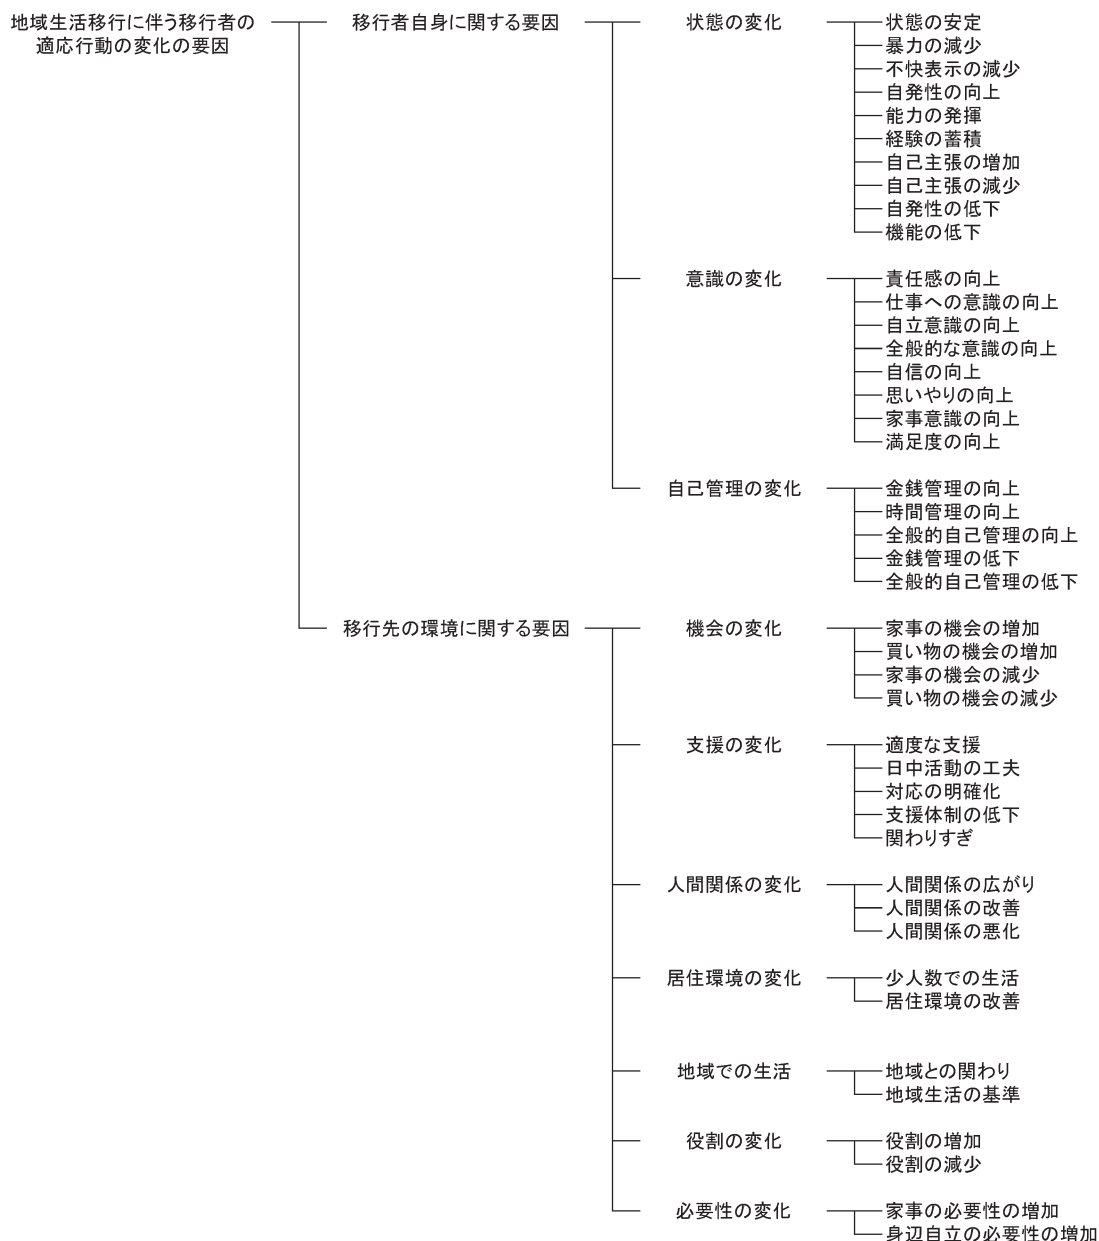 地域生活移行に伴う移行者の
適応行動の変化の要因
移行者自身に関する要因
状態の変化
状態の安定
暴力の減少
不快表示の減少
自発性の向上
能力の発揮
経験の蓄積
自己主張の増加
自己主張の減少
自発性の低下
機能の低下
意識の変化
責任感の向上
仕事への意識の向上
自立意識の向上
全般的な意識の向上
自信の向上
思いやりの向上
家事意識の向上
満足度の向上
自己管理の変化
金銭管理の向上
時間管理の向上
全般的自己管理の向上
金銭管理の低下
全般的自己管理の低下
移行先の環境に関する要因
機会の変化
家事の機会の増加
買い物の機会の増加
家事の機会の減少
買い物の機会の減少
支援の変化
適度な支援
日中活動の工夫
対応の明確化
支援体制の低下
関わりすぎ
人間関係の変化
人間関係の広がり
人間関係の改善
人間関係の悪化
居住環境の変化
少人数での生活
居住環境の改善
地域での生活
地域との関わり
地域生活の基準
役割の変化
役割の増加
役割の減少
必要性の変化
家事の必要性の増加
身辺自立の必要性の増加